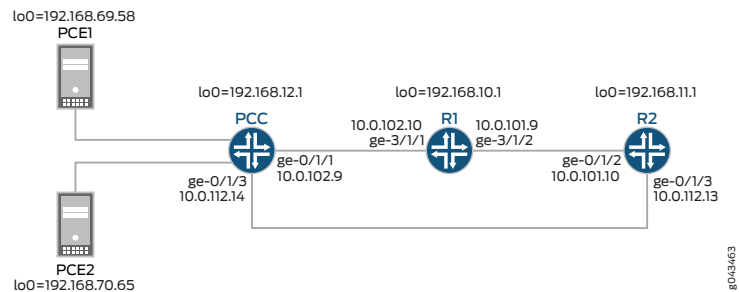 lo0=192.168.69.58
PCE1
lo0=192.168.12.1
PCC
lo0=192.168.10.1
R1
lo0=192.168.11.1
R2
10.0.102.10
ge-3/1/1
10.0.101.9
ge-3/1/2
ge-0/1/1
10.0.102.9
ge-0/1/2
10.0.101.10
ge-0/1/3
10.0.112.14
ge-0/1/3
10.0.112.13
PCE2
lo0=192.168.70.65
g043463